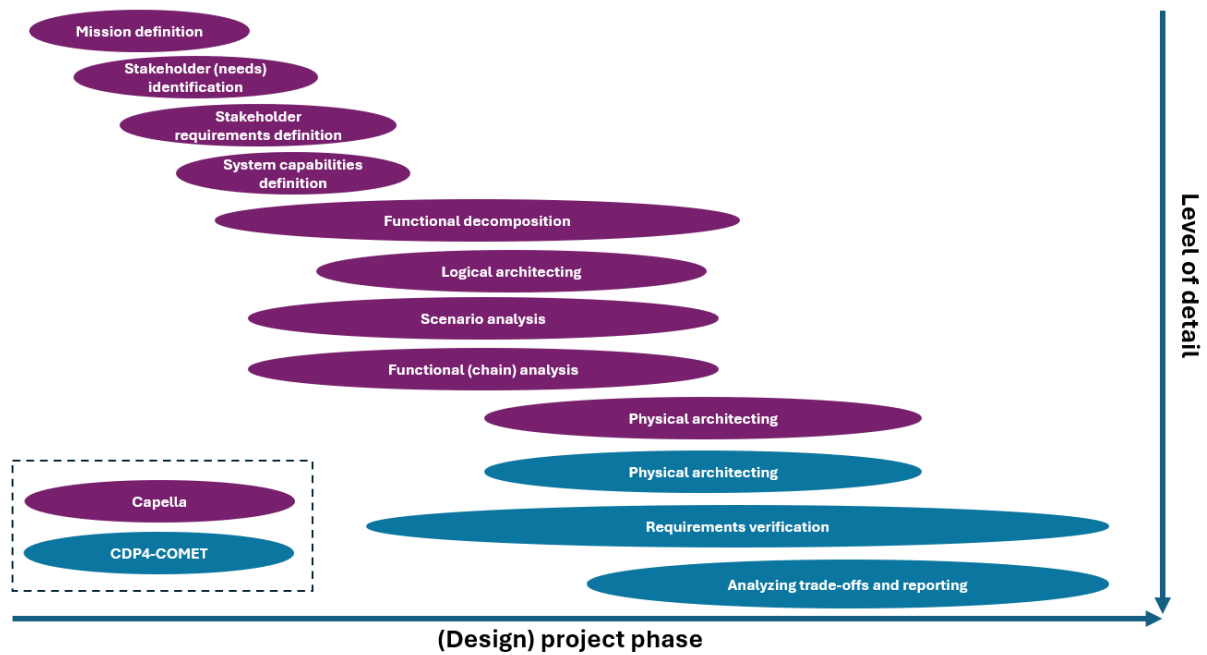 Mission definition
Stakeholder (needs)
identification
Stakeholder
requirements definition
System capabilities
definition
Functional decomposition
Logical architecting
Scenario analysis
Functional (chain) analysis
Physical architecting
Physical architecting
Requirements verification
Analyzing trade-offs and reporting
Capella
CDP4-COMET
(Design) project phase
Level of detail